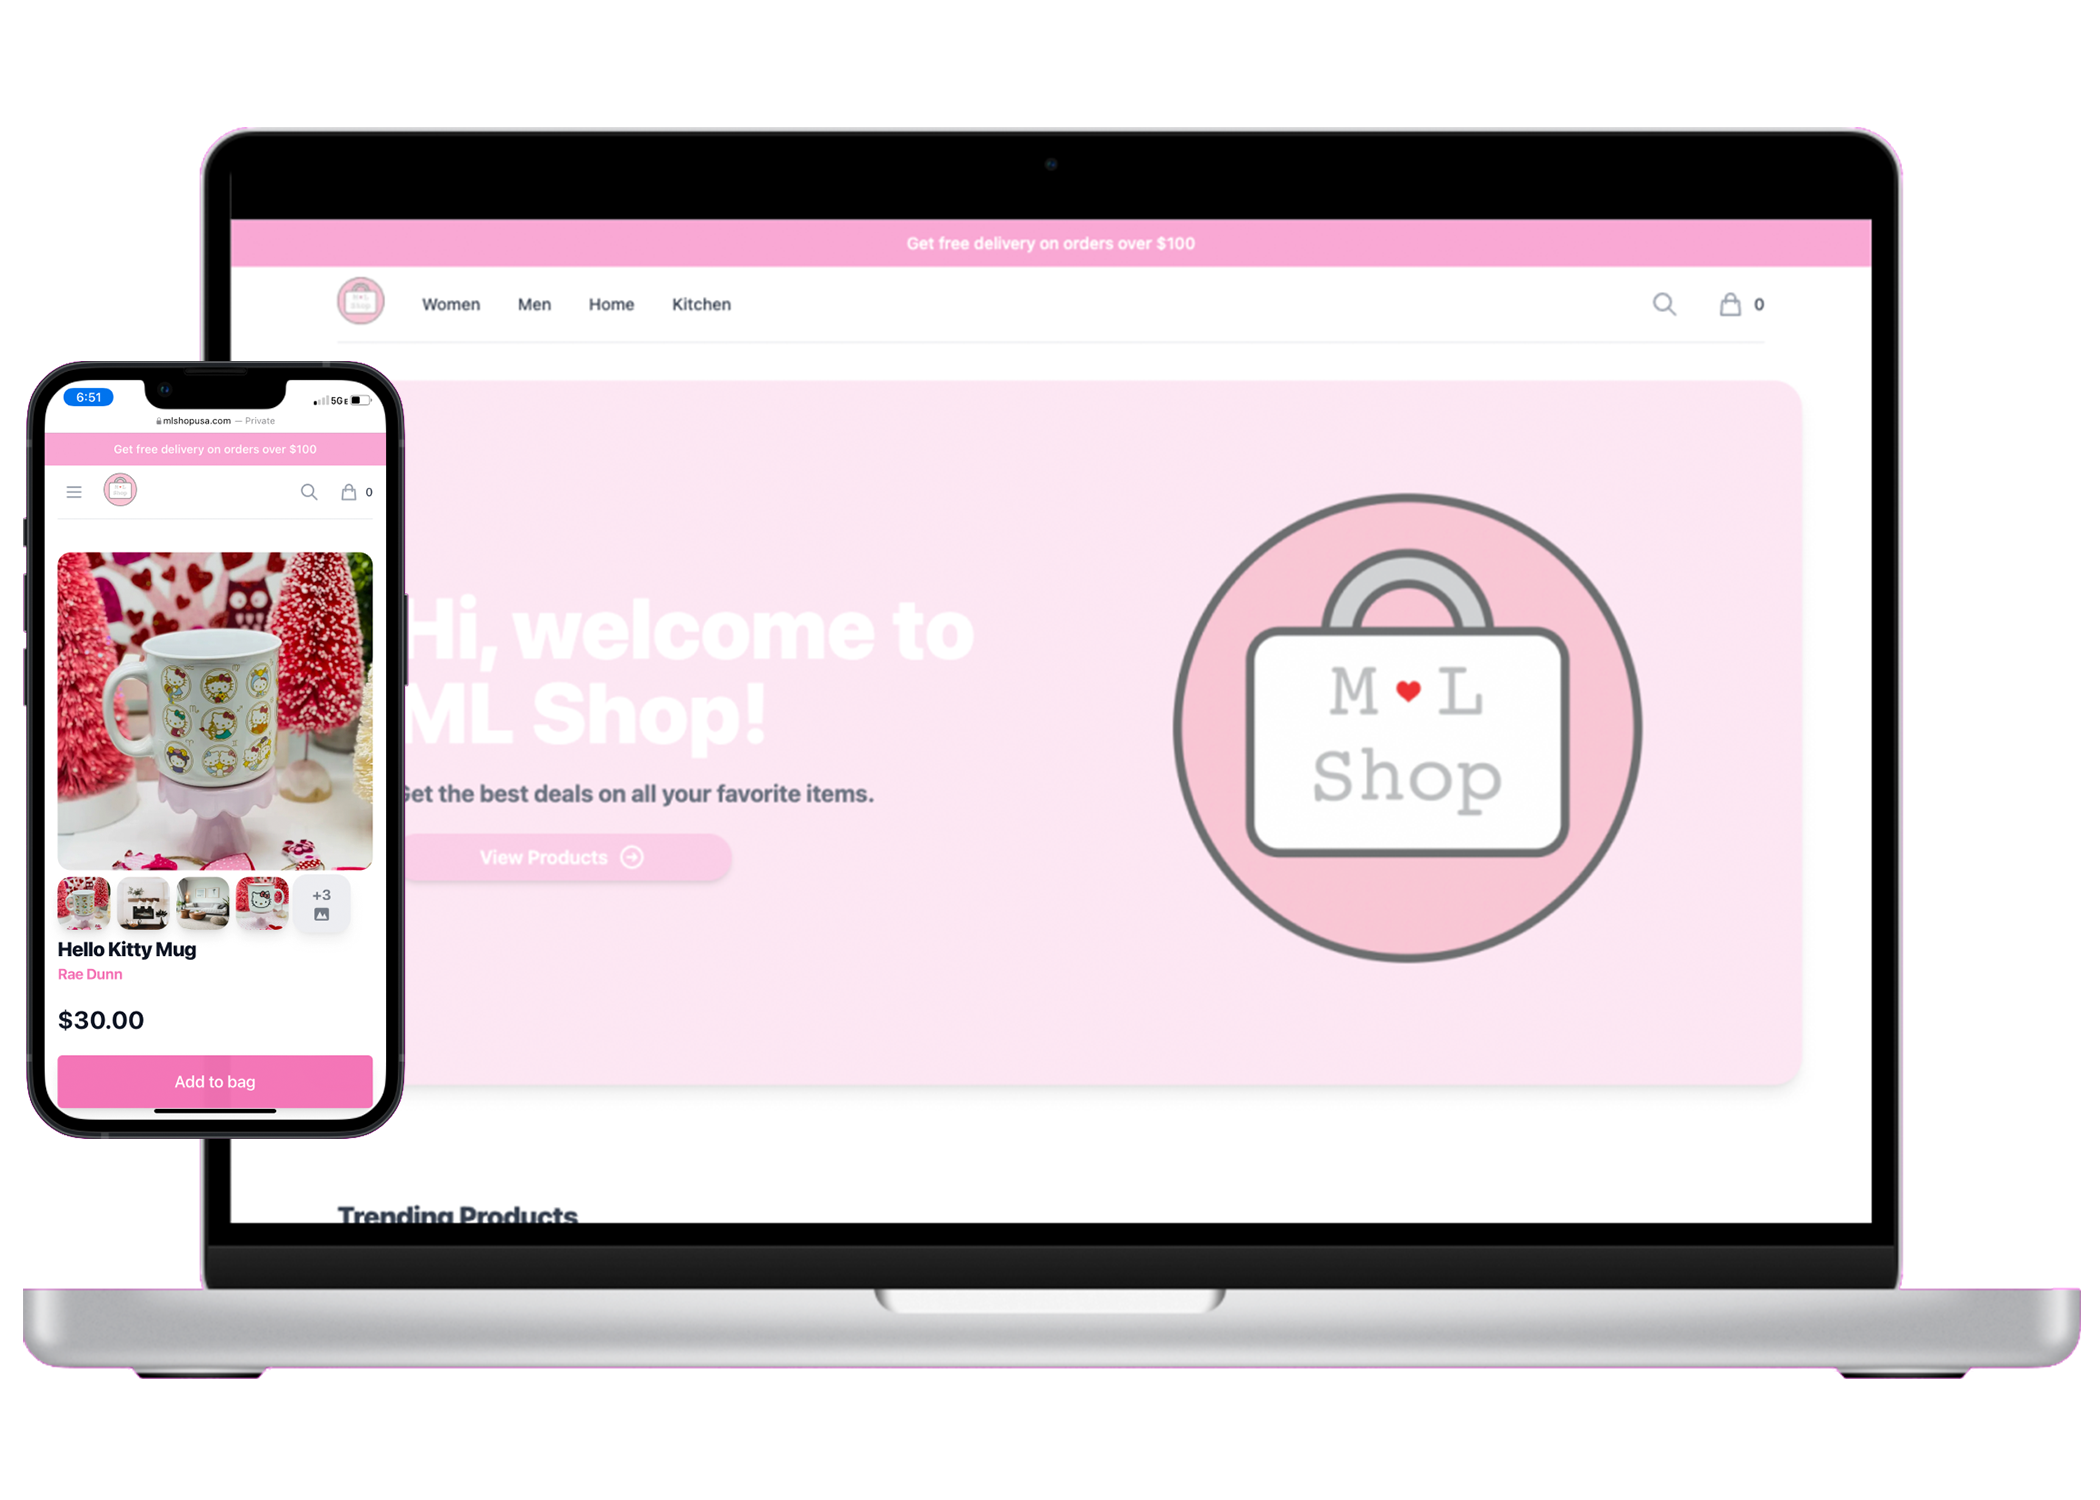 Get free delivery on orders over $100
Women Men Home Kitchen
0
Hi, welcome to
ML Shop!
Get the best deals on all your favorite items.
View Products
M L
Shop
Trending Products
6:51
5GE
mlshopusa.com — Private
Get free delivery on orders over $100
0
+3
Hello Kitty Mug
Rae Dunn
$30.00
Add to bag